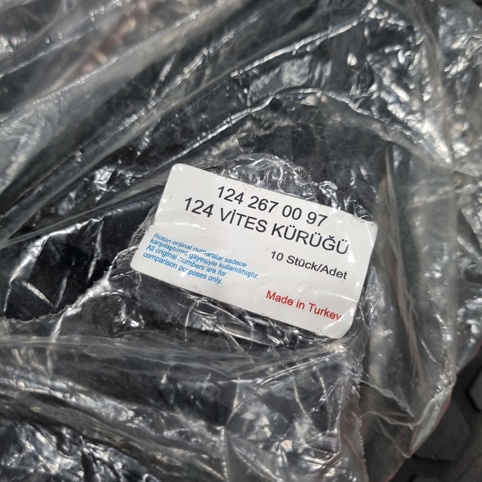 124 267 00 97
124 VİTES KÜRÜĞÜ
10 Stück/Adet
Bütün orjinal numaralar sadece
karşılaştırma gayesiyle kullanılmıştır.
All original numbers are for
comparison purposes only.
Made in Turkey